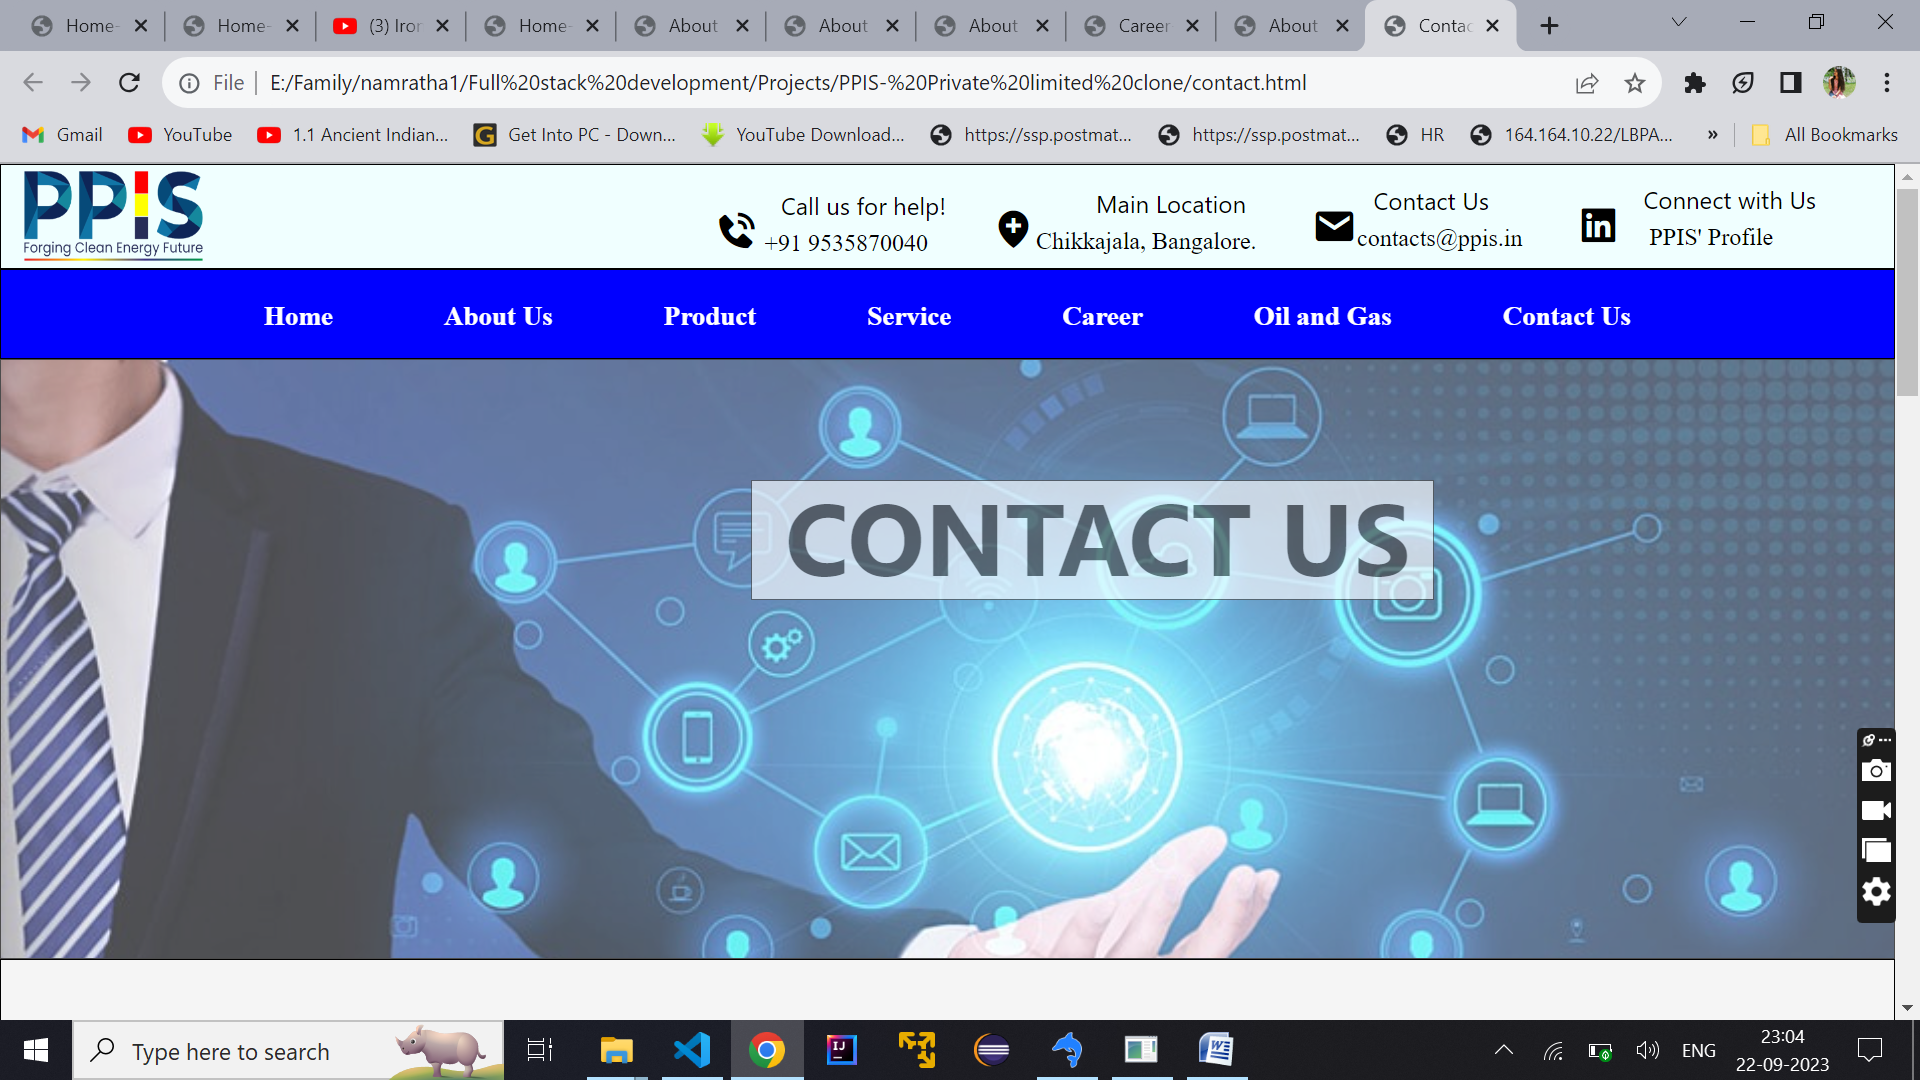 Home- Home- (3) Iron Home- About About About Career About Contac
File E:/Family/namratha1/Full%20stack%20development/Projects/PPIS-%20Private%20limited%20clone/contact.html
Gmail YouTube 1.1 Ancient Indian... Get Into PC - Down... YouTube Download... https://ssp.postmat... https://ssp.postmat... HR 164.164.10.22/LBPA... » All Bookmarks
PPIS
Forging Clean Energy Future
Call us for help!
+91 9535870040
Main Location
Chikkajala, Bangalore.
Contact Us
contacts@ppis.in
Connect with Us
PPIS' Profile
Home About Us Product Service Career Oil and Gas Contact Us
CONTACT US
Type here to search
ENG
23:04
22-09-2023